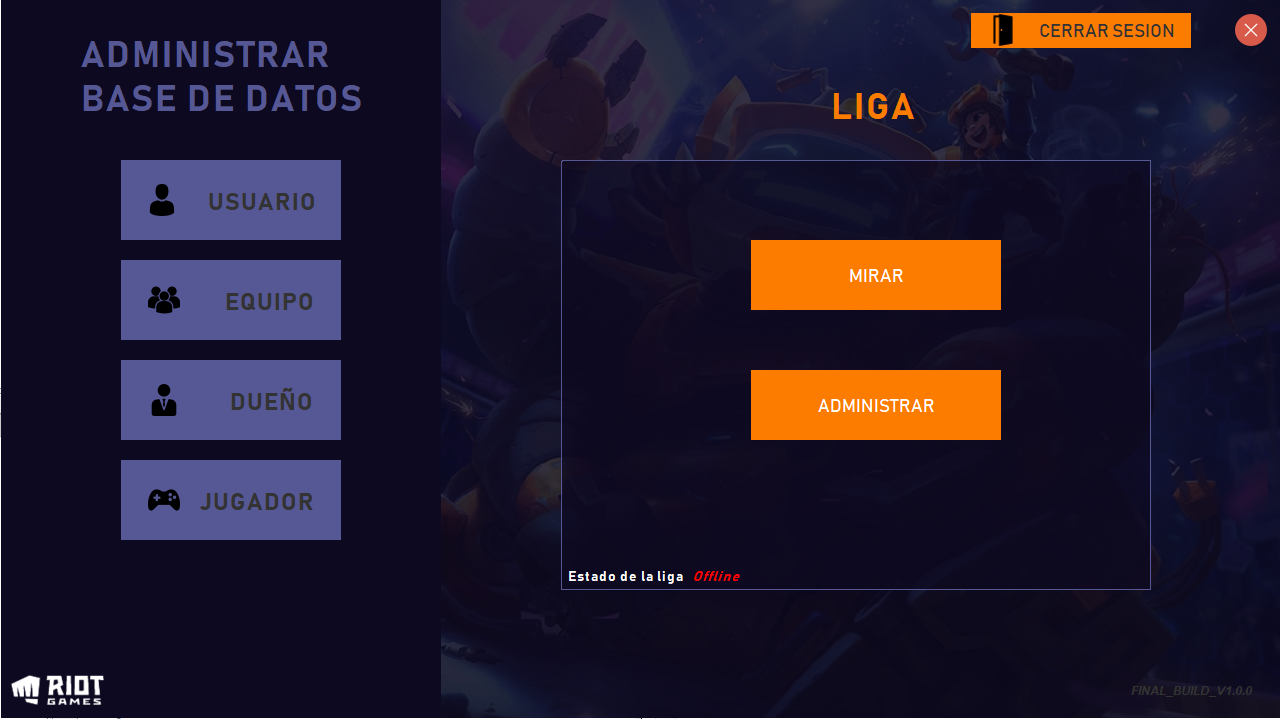 ADMINISTRAR
BASE DE DATOS
USUARIO
EQUIPO
DUEÑO
JUGADOR
RIOT
GAMES
CERRAR SESION
LIGA
MIRAR
ADMINISTRAR
Estado de la liga Offline
FINAL_BUILD_V1.0.0